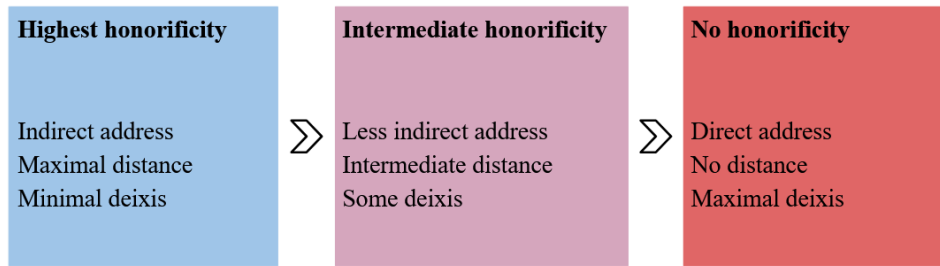 Highest honorificity
Indirect address
Maximal distance
Minimal deixis
Intermediate honorificity
Less indirect address
Intermediate distance
Some deixis
No honorificity
Direct address
No distance
Maximal deixis